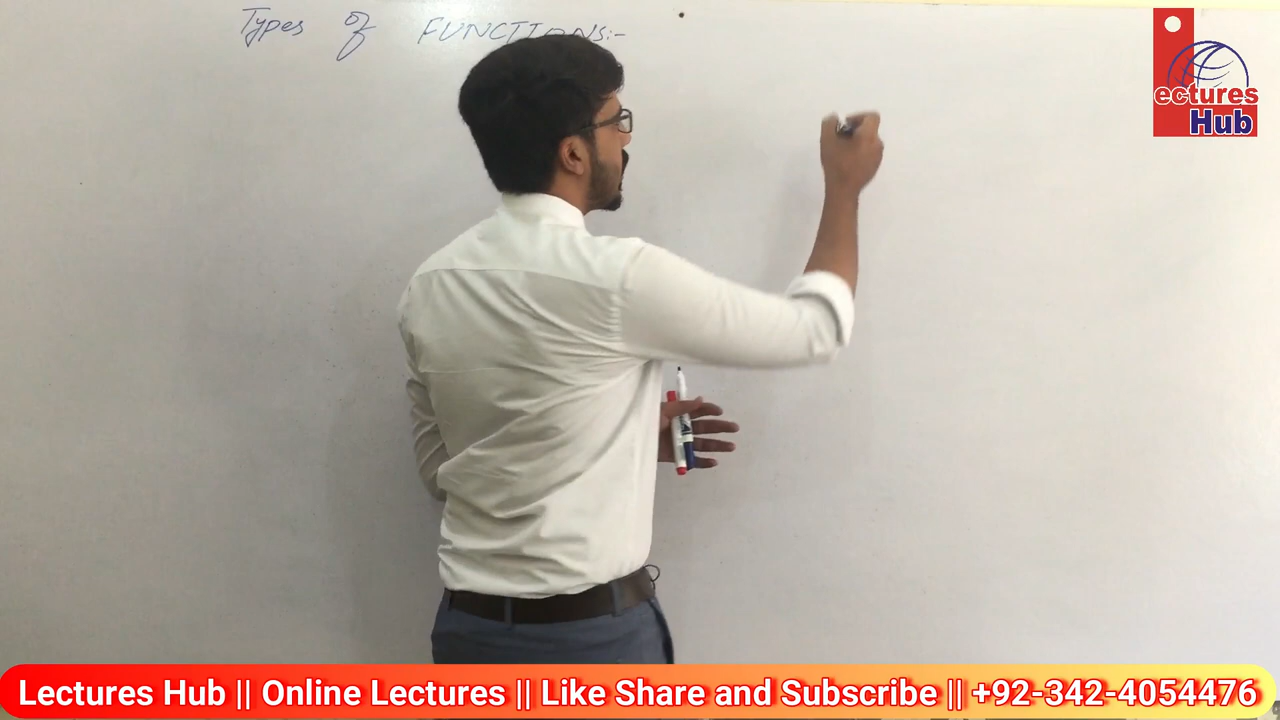 Types of FUNCTIONS:-
ectures
Hub
Lectures Hub || Online Lectures || Like Share and Subscribe || +92-342-4054476